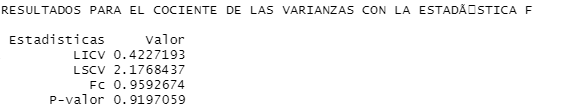 RESULTADOS PARA EL COCIENTE DE LAS VARIANZAS CON LA ESTADÃ�STICA F
Estadisticas Valor
LICV 0.4227193
LSCV 2.1768437
Fc 0.9592674
P-valor 0.9197059